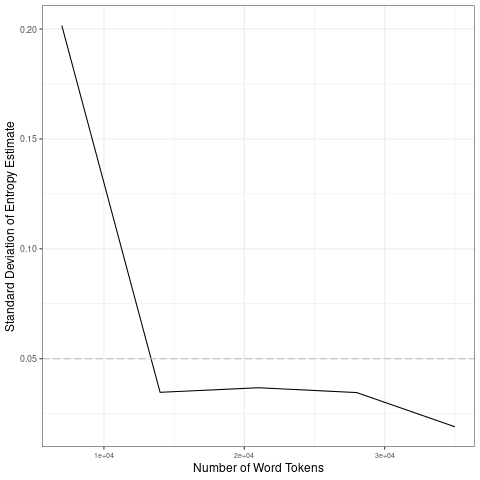 Standard Deviation of Entropy Estimate
0.20
0.15
0.10
0.05
1e+04 2e+04 3e+04
Number of Word Tokens